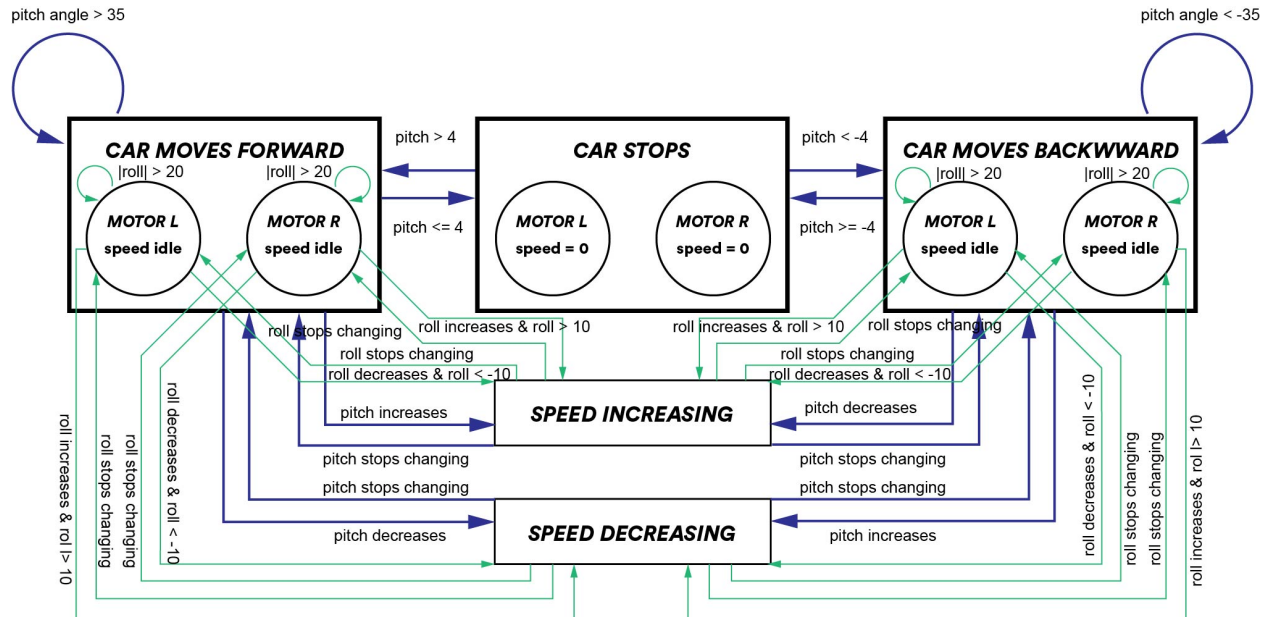 pitch angle > 35
pitch angle < -35
CAR MOVES FORWARD
|roll| > 20
|roll| > 20
MOTOR L
speed idle
MOTOR R
speed idle
pitch > 4
pitch <= 4
CAR STOPS
MOTOR L
speed = 0
MOTOR R
speed = 0
pitch < -4
pitch >= -4
CAR MOVES BACKWWARD
|roll| > 20
|roll| > 20
MOTOR L
speed idle
MOTOR R
speed idle
roll stops changing
roll increases & roll > 10
roll increases & roll > 10
roll stops changing
roll stops changing
roll stops changing
roll decreases & roll < -10
roll decreases & roll < -10
SPEED INCREASING
pitch increases
pitch decreases
pitch stops changing
pitch stops changing
pitch stops changing
pitch stops changing
SPEED DECREASING
pitch decreases
pitch increases
roll increases & rol l> 10
roll stops changing
roll stops changing
roll decreases & roll < -10
roll decreases & roll < -10
roll stops changing
roll stops changing
roll increases & rol l> 10